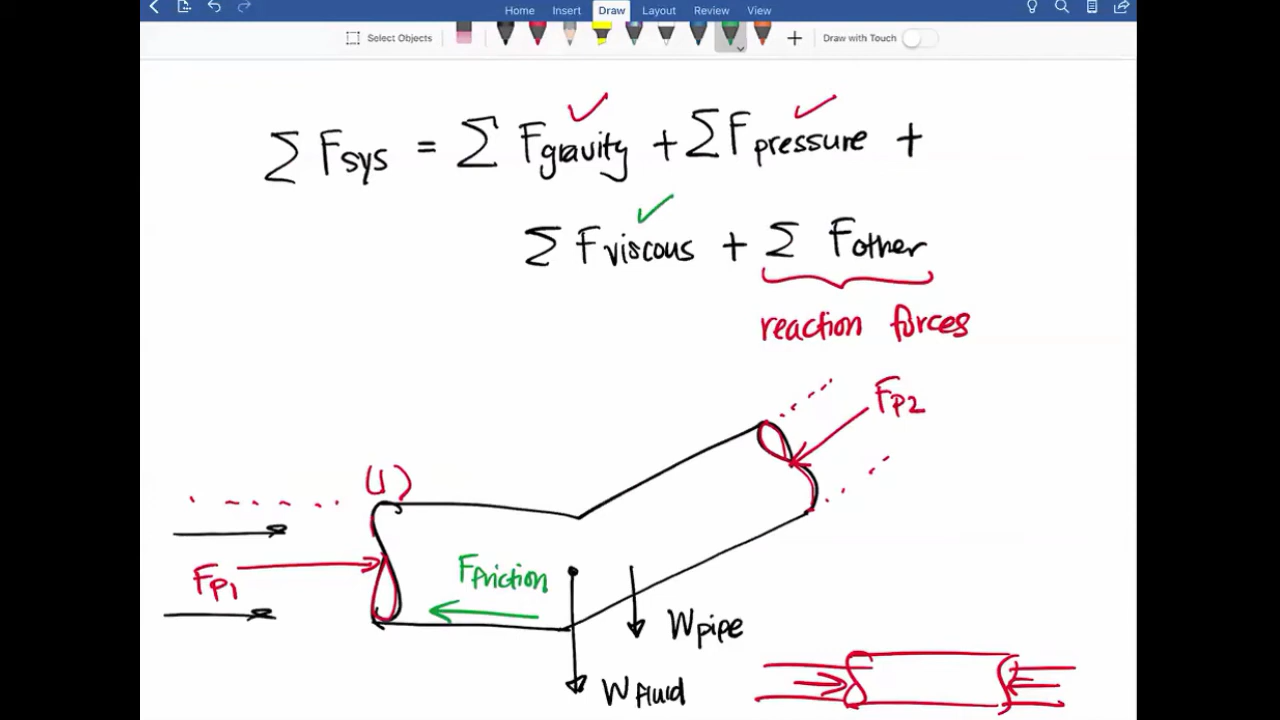 Home Insert Draw Layout Review View
Select Objects
Draw with Touch
∑ Fsys = ∑ Fgravity + ∑ Fpressure +
∑ Fviscous + ∑ Fother
reaction forces
FP2
(1)
FP1
Ffriction
Wpipe
Wfluid